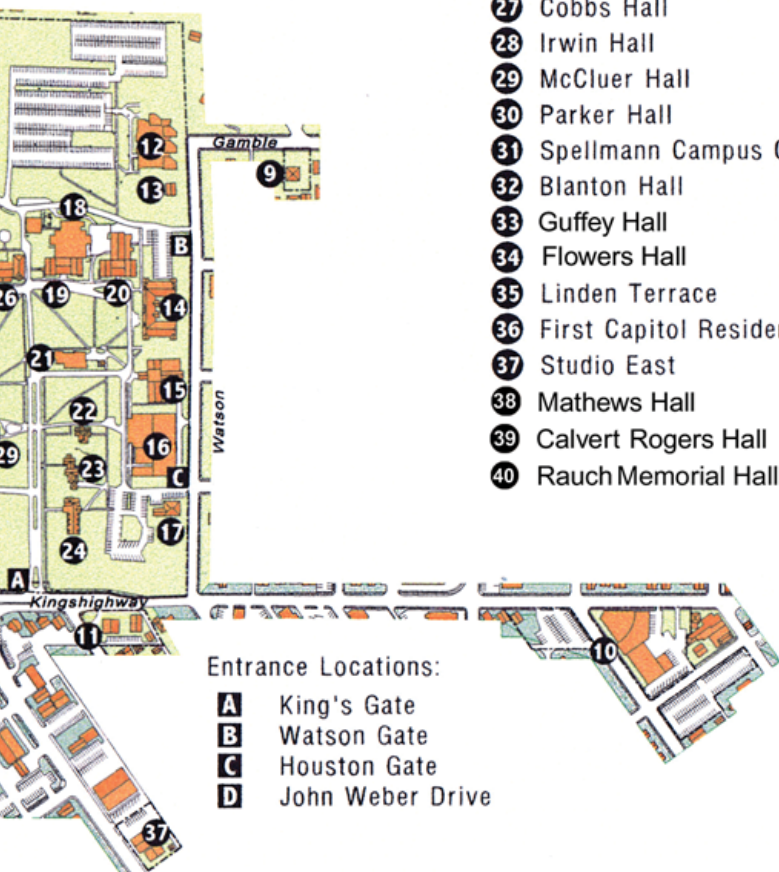 27 Cobbs Hall
28 Irwin Hall
29 McCluer Hall
30 Parker Hall
31 Spellmann Campus
32 Blanton Hall
33 Guffey Hall
34 Flowers Hall
35 Linden Terrace
36 First Capitol
37 Studio East
38 Mathews Hall
39 Calvert Rogers Hall
40 Rauch Memorial Hall
12
Gamble
9
13
18
B
26 19 20
14
21
15
22
Watson
16
29
23
C
17
24
A
Kingshighway
11
10
37
Entrance Locations:
A King's Gate
B Watson Gate
C Houston Gate
D John Weber Drive